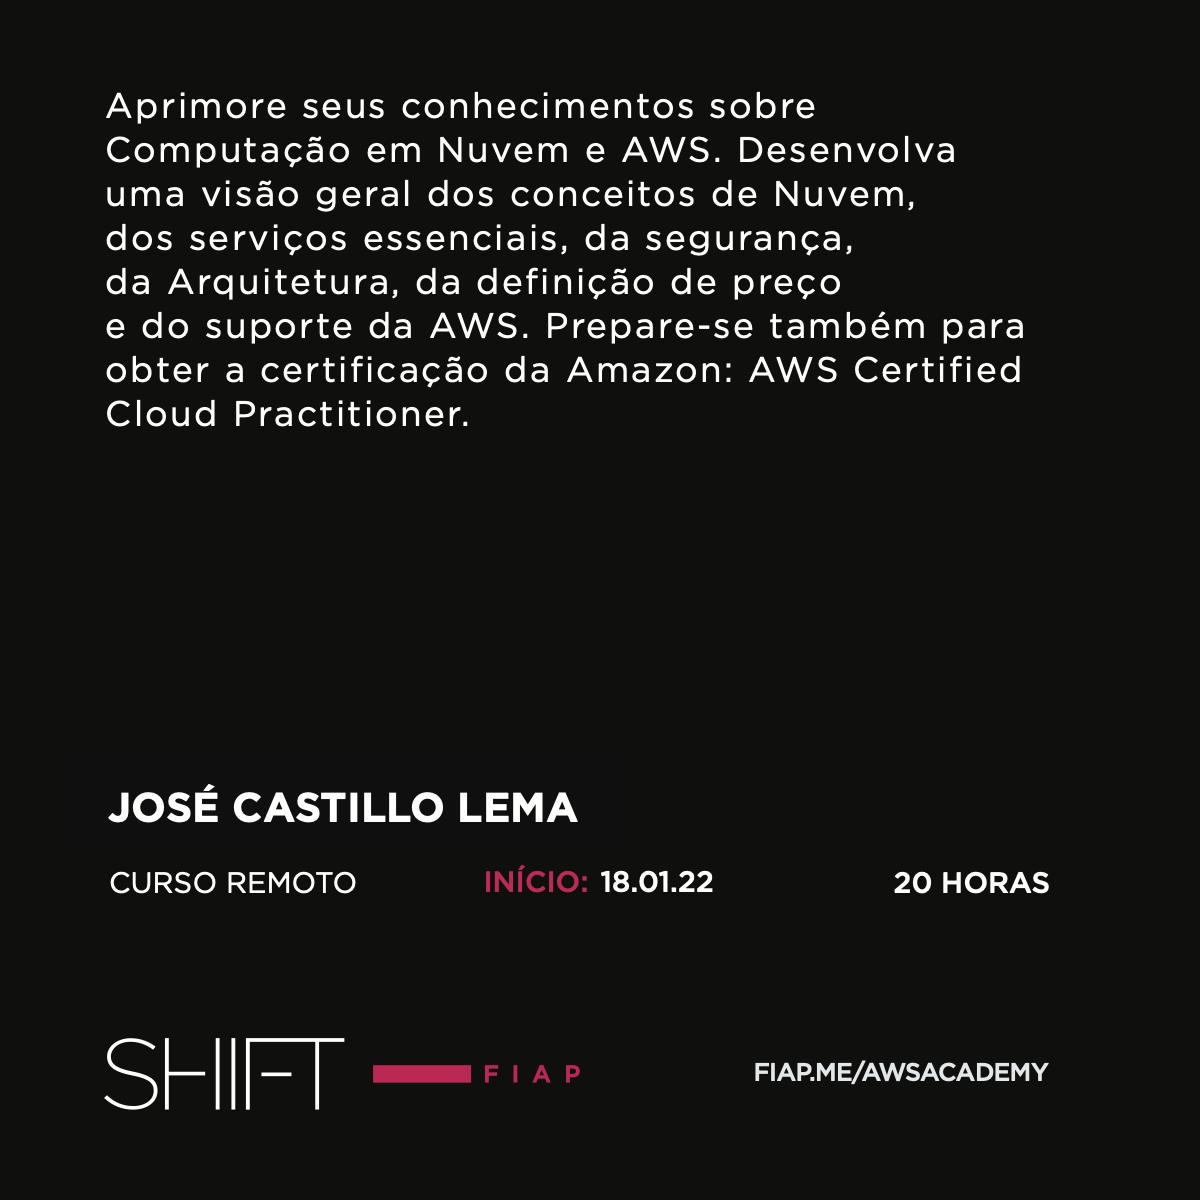 Aprimore seus conhecimentos sobre
Computação em Nuvem e AWS. Desenvolva
uma visão geral dos conceitos de Nuvem,
dos serviços essenciais, da segurança,
da Arquitetura, da definição de preço
e do suporte da AWS. Prepare-se também para
obter a certificação da Amazon: AWS Certified
Cloud Practitioner.
JOSÉ CASTILLO LEMA
CURSO REMOTO INÍCIO: 18.01.22 20 HORAS
SHIFT FIAP FIAP.ME/AWSACADEMY